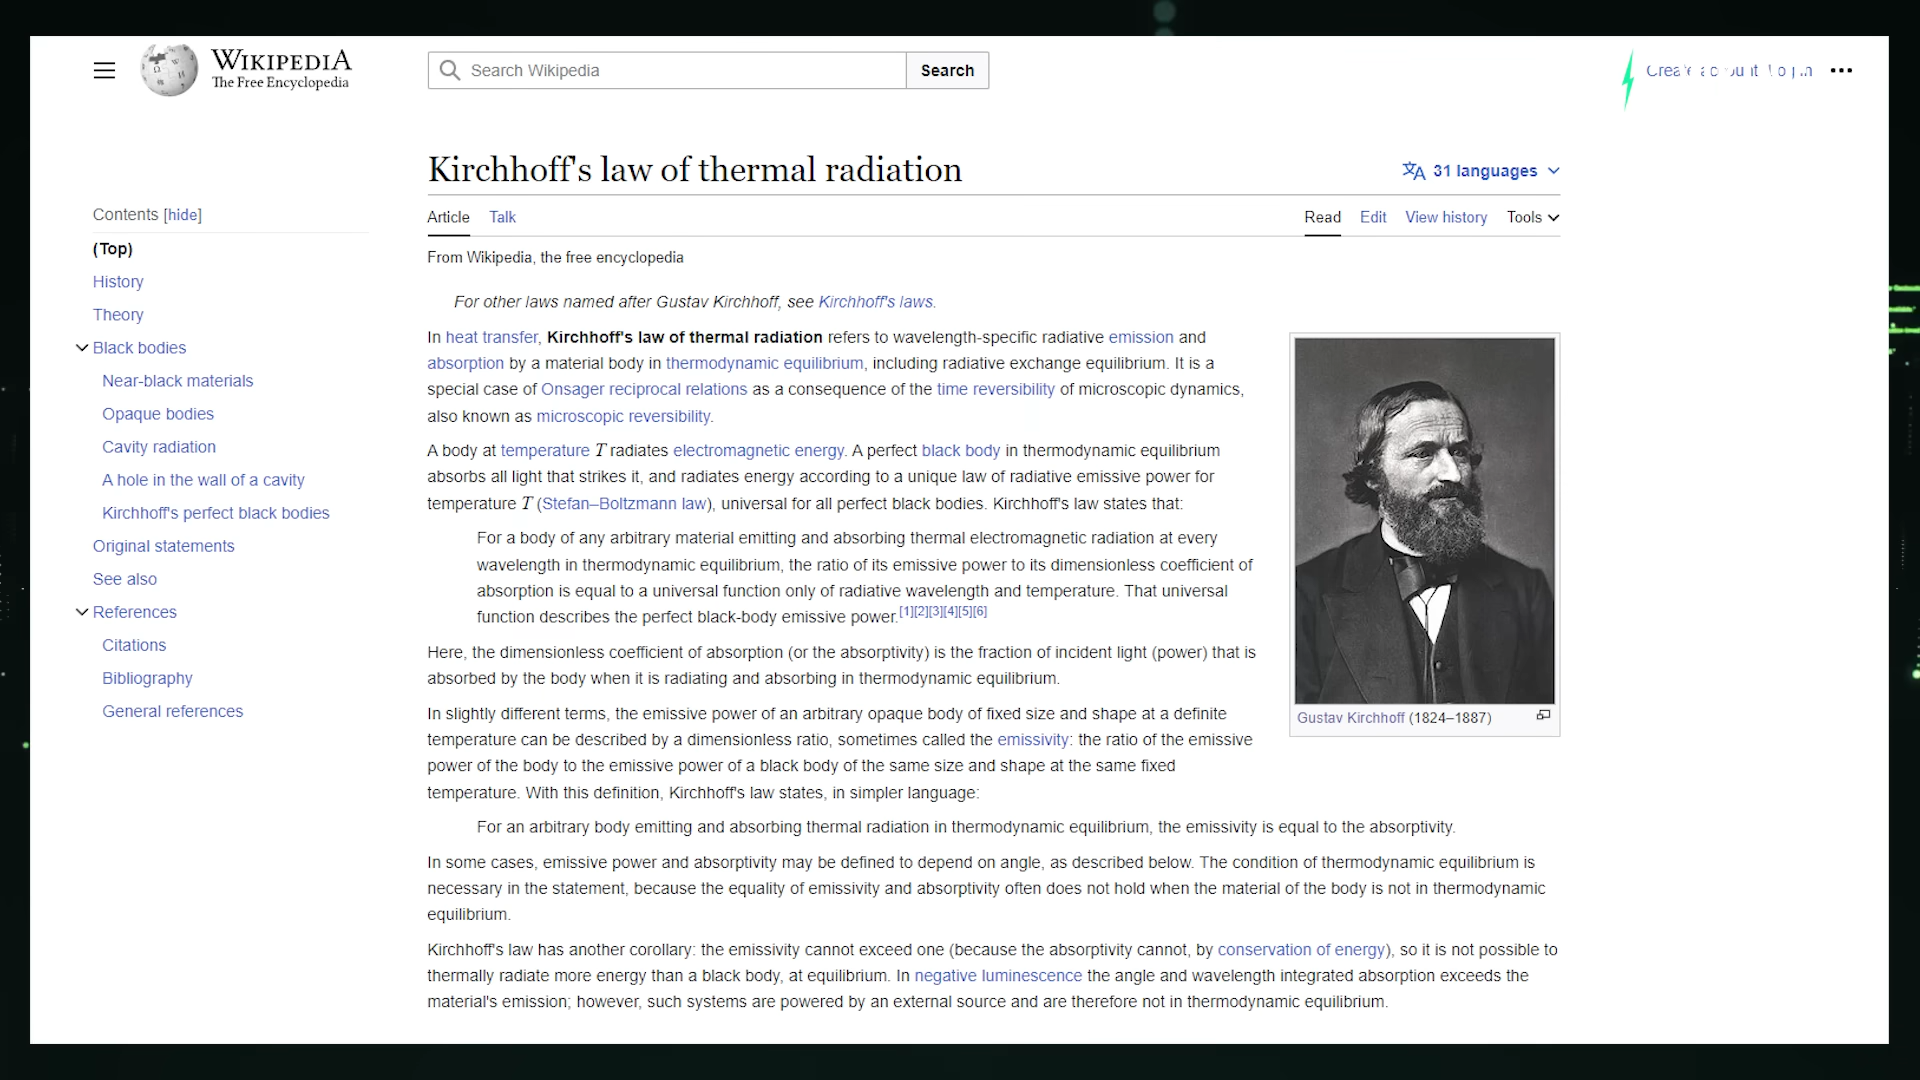 WIKIPEDIA
The Free Encyclopedia
Search Wikipedia
Search
Kirchhoff's law of thermal radiation
31 languages
Article Talk
Read Edit View history Tools
From Wikipedia, the free encyclopedia
Contents [hide]
(Top)
History
Theory
Black bodies
Near-black materials
Opaque bodies
Cavity radiation
A hole in the wall of a cavity
Kirchhoff's perfect black bodies
Original statements
See also
References
Citations
Bibliography
General references
For other laws named after Gustav Kirchhoff, see Kirchhoff's laws.
In heat transfer, Kirchhoff's law of thermal radiation refers to wavelength-specific radiative emission and
absorption by a material body in thermodynamic equilibrium, including radiative exchange equilibrium. It is a
special case of Onsager reciprocal relations as a consequence of the time reversibility of microscopic dynamics,
also known as microscopic reversibility.
A body at temperature T radiates electromagnetic energy. A perfect black body in thermodynamic equilibrium
absorbs all light that strikes it, and radiates energy according to a unique law of radiative emissive power for
temperature T (Stefan–Boltzmann law), universal for all perfect black bodies. Kirchhoff's law states that:
For a body of any arbitrary material emitting and absorbing thermal electromagnetic radiation at every
wavelength in thermodynamic equilibrium, the ratio of its emissive power to its dimensionless coefficient of
absorption is equal to a universal function only of radiative wavelength and temperature. That universal
function describes the perfect black-body emissive power.[1][2][3][4][5][6]
Here, the dimensionless coefficient of absorption (or the absorptivity) is the fraction of incident light (power) that is
absorbed by the body when it is radiating and absorbing in thermodynamic equilibrium.
In slightly different terms, the emissive power of an arbitrary opaque body of fixed size and shape at a definite
temperature can be described by a dimensionless ratio, sometimes called the emissivity: the ratio of the emissive
power of the body to the emissive power of a black body of the same size and shape at the same fixed
temperature. With this definition, Kirchhoff's law states, in simpler language:
For an arbitrary body emitting and absorbing thermal radiation in thermodynamic equilibrium, the emissivity is equal to the absorptivity.
In some cases, emissive power and absorptivity may be defined to depend on angle, as described below. The condition of thermodynamic equilibrium is
necessary in the statement, because the equality of emissivity and absorptivity often does not hold when the material of the body is not in thermodynamic
equilibrium.
Kirchhoff's law has another corollary: the emissivity cannot exceed one (because the absorptivity cannot, by conservation of energy), so it is not possible to
thermally radiate more energy than a black body, at equilibrium. In negative luminescence the angle and wavelength integrated absorption exceeds the
material's emission; however, such systems are powered by an external source and are therefore not in thermodynamic equilibrium.
Gustav Kirchhoff (1824–1887)